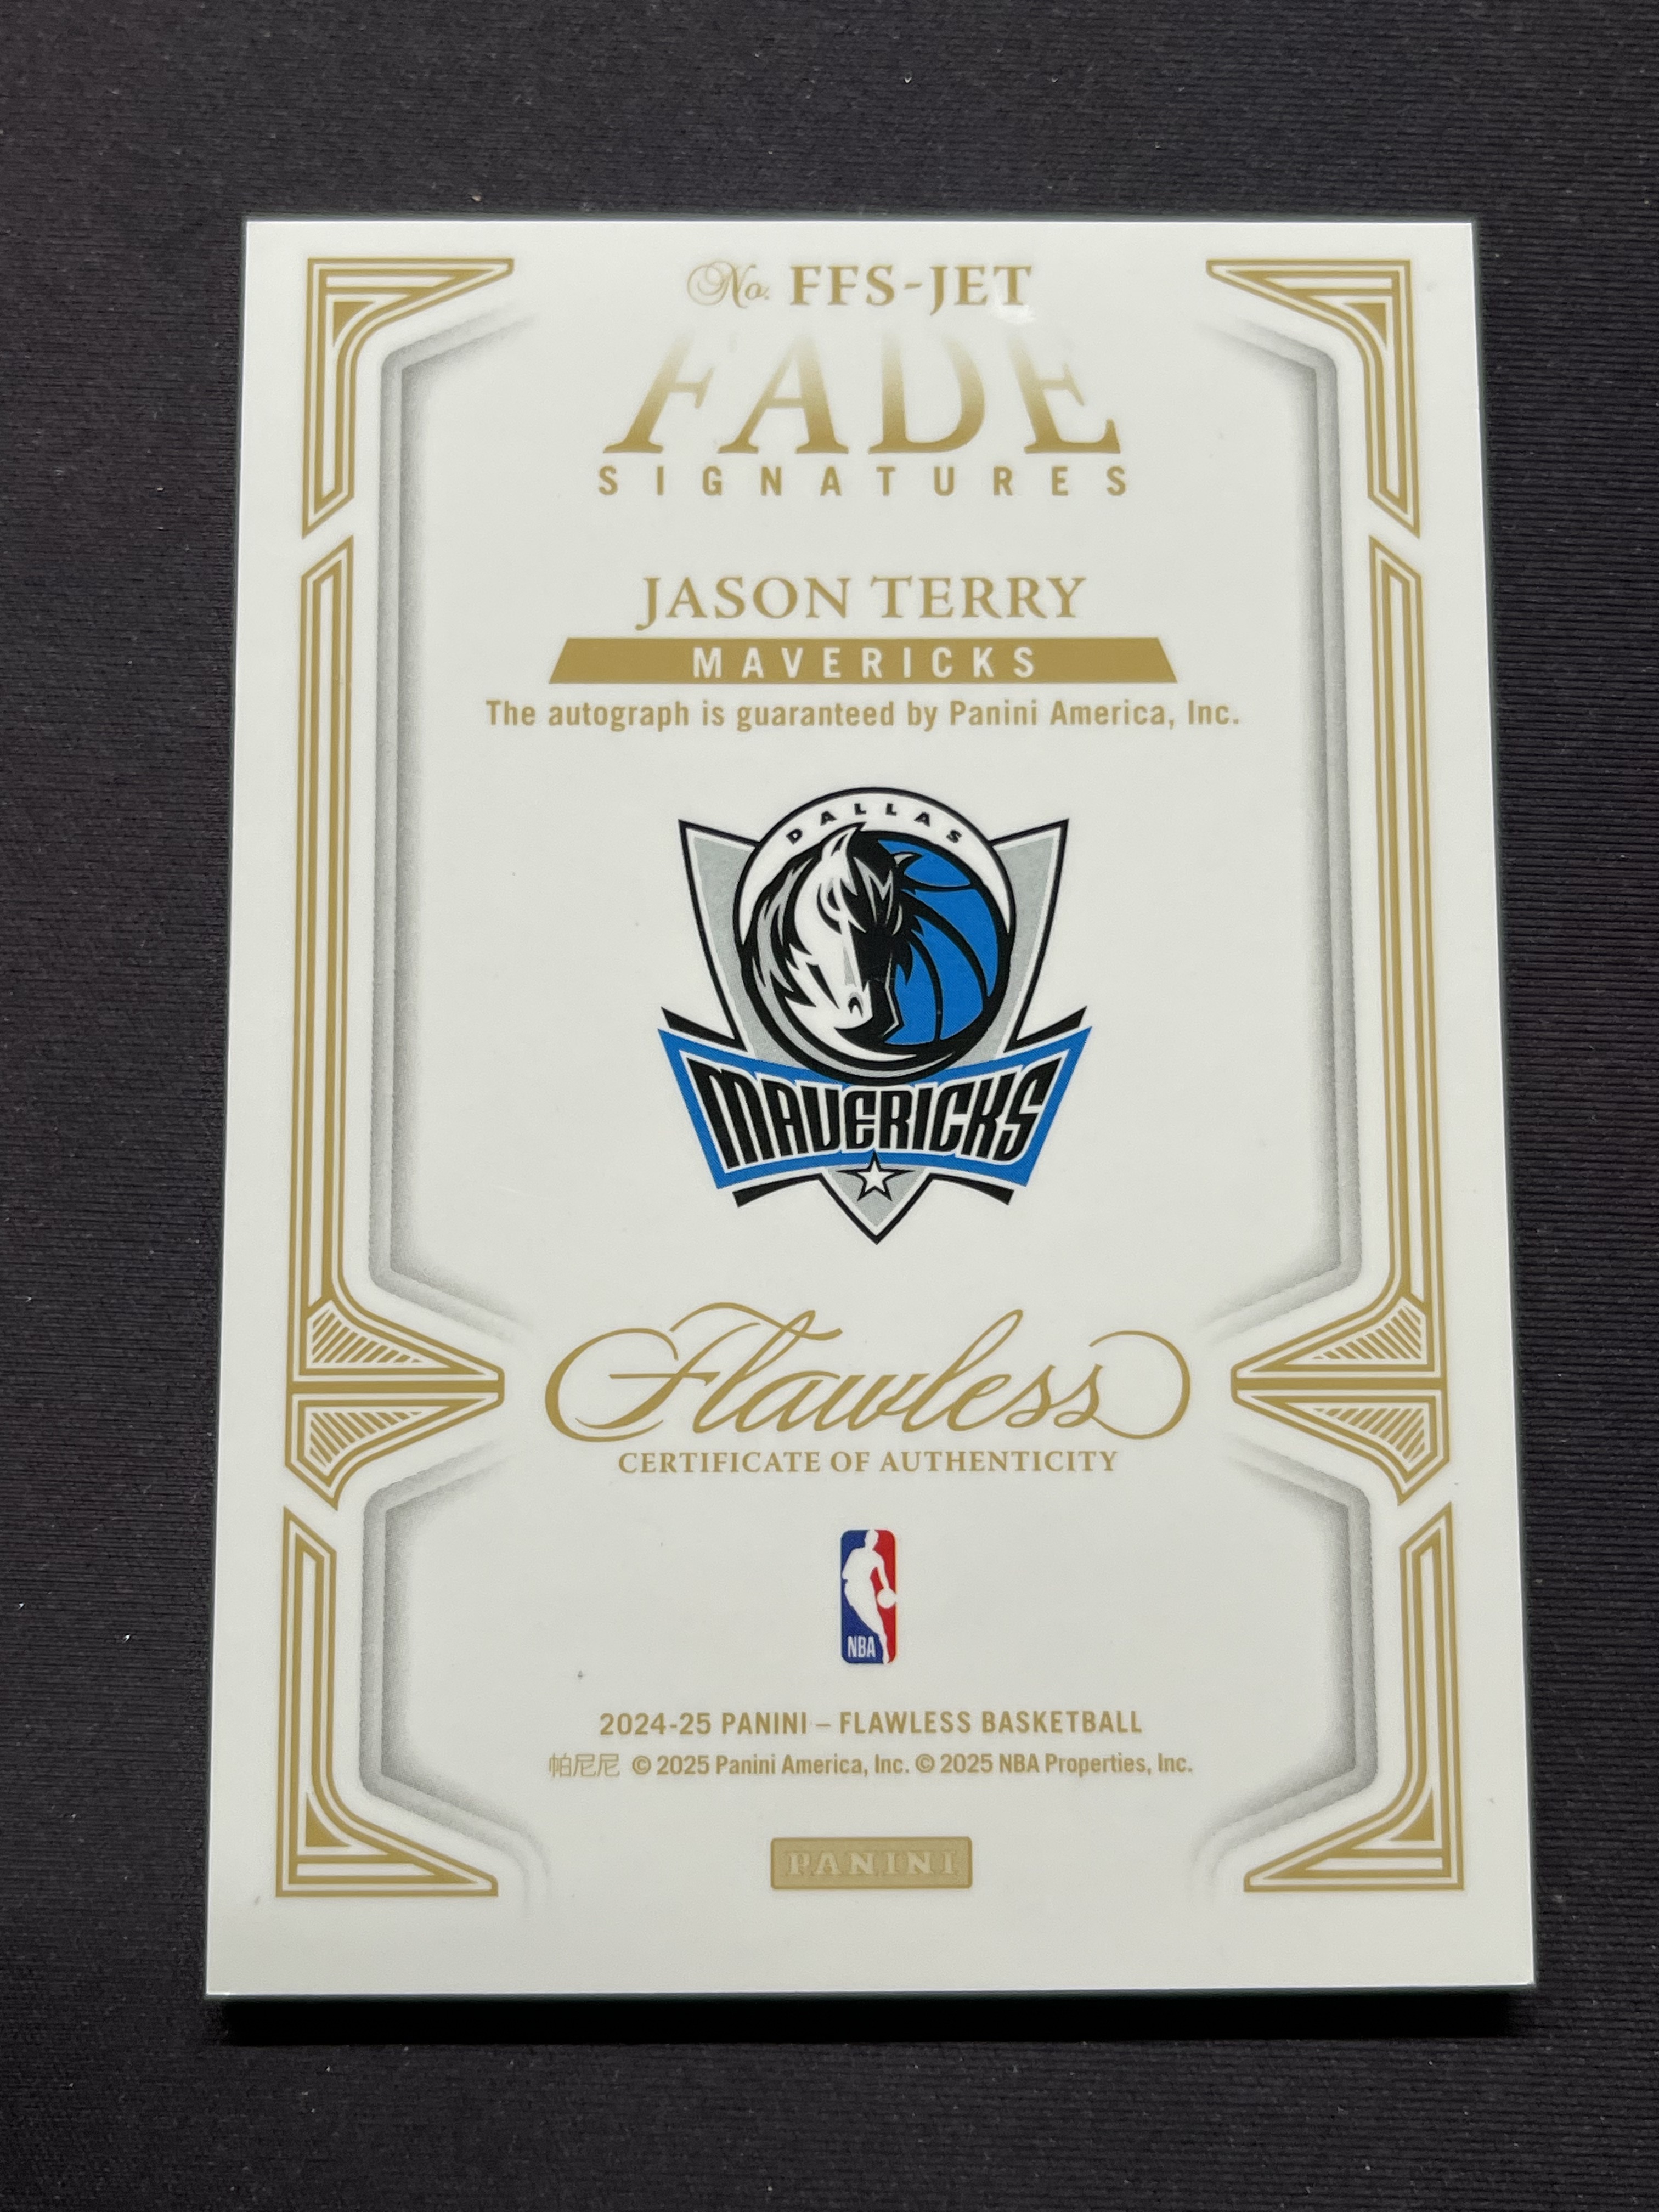 No. FFS-JET
FADE
SIGNATURES
JASON TERRY
MAVERICKS
The autograph is guaranteed by Panini America, Inc.
DALLAS
MAVERICKS
Flawless
CERTIFICATE OF AUTHENTICITY
NBA
2024-25 PANINI – FLAWLESS BASKETBALL
帕尼尼 © 2025 Panini America, Inc. © 2025 NBA Properties, Inc.
PANINI